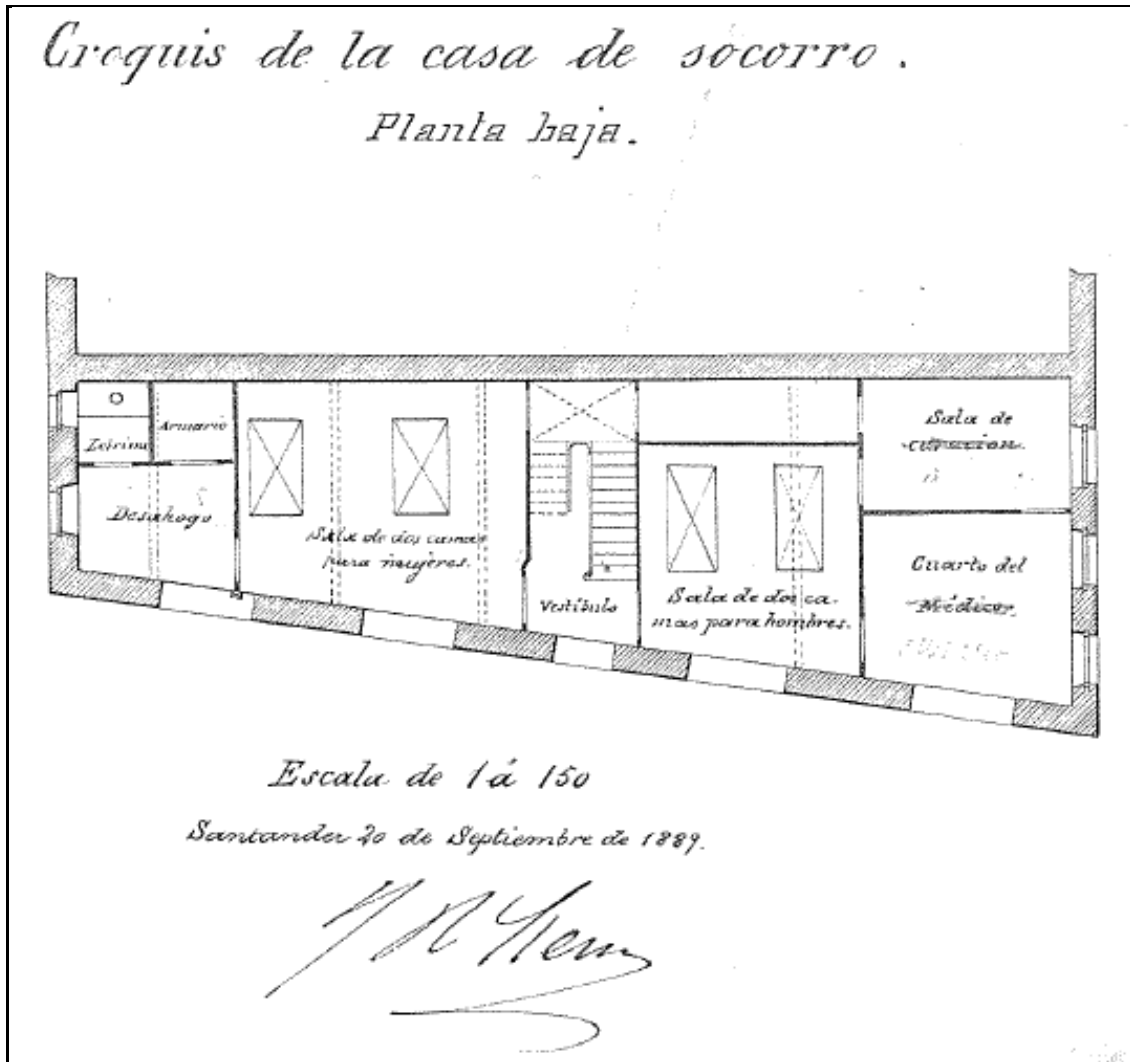 Croquis de la casa de socorro.
Planta baja.
Letrina
Armario
Desahogo
Sala de dos camas
para mujeres.
Vestíbulo
Sala de dos ca-
mas para hombres.
Sala de
curacion.
Cuarto del
Médico
Escala de 1 á 150
Santander 20 de Septiembre de 1889.